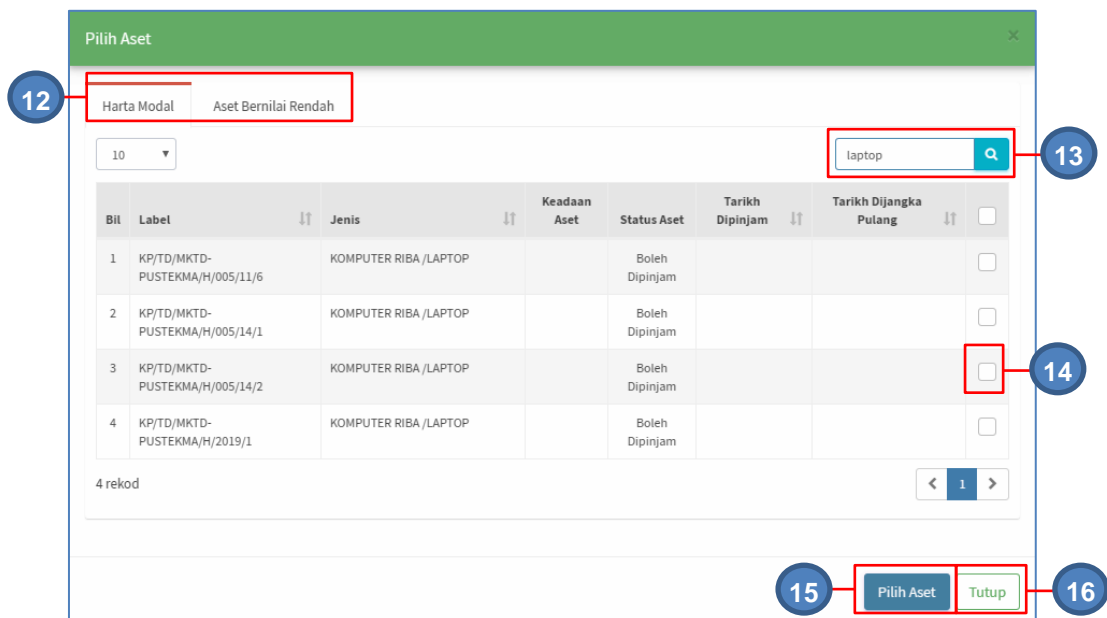 Pilih Aset ×
12
Harta Modal Aset Bernilai Rendah
10
laptop
13
Bil Label Jenis Keadaan Aset Status Aset Tarikh Dipinjam Tarikh Dijangka Pulang
1 KP/TD/MKTD- KOMPUTER RIBA /LAPTOP Boleh
PUSTEKMA/H/005/11/6 Dipinjam
2 KP/TD/MKTD- KOMPUTER RIBA /LAPTOP Boleh
PUSTEKMA/H/005/14/1 Dipinjam
3 KP/TD/MKTD- KOMPUTER RIBA /LAPTOP Boleh
PUSTEKMA/H/005/14/2 Dipinjam
14
4 KP/TD/MKTD- KOMPUTER RIBA /LAPTOP Boleh
PUSTEKMA/H/2019/1 Dipinjam
4 rekod
1
15
Pilih Aset
Tutup
16